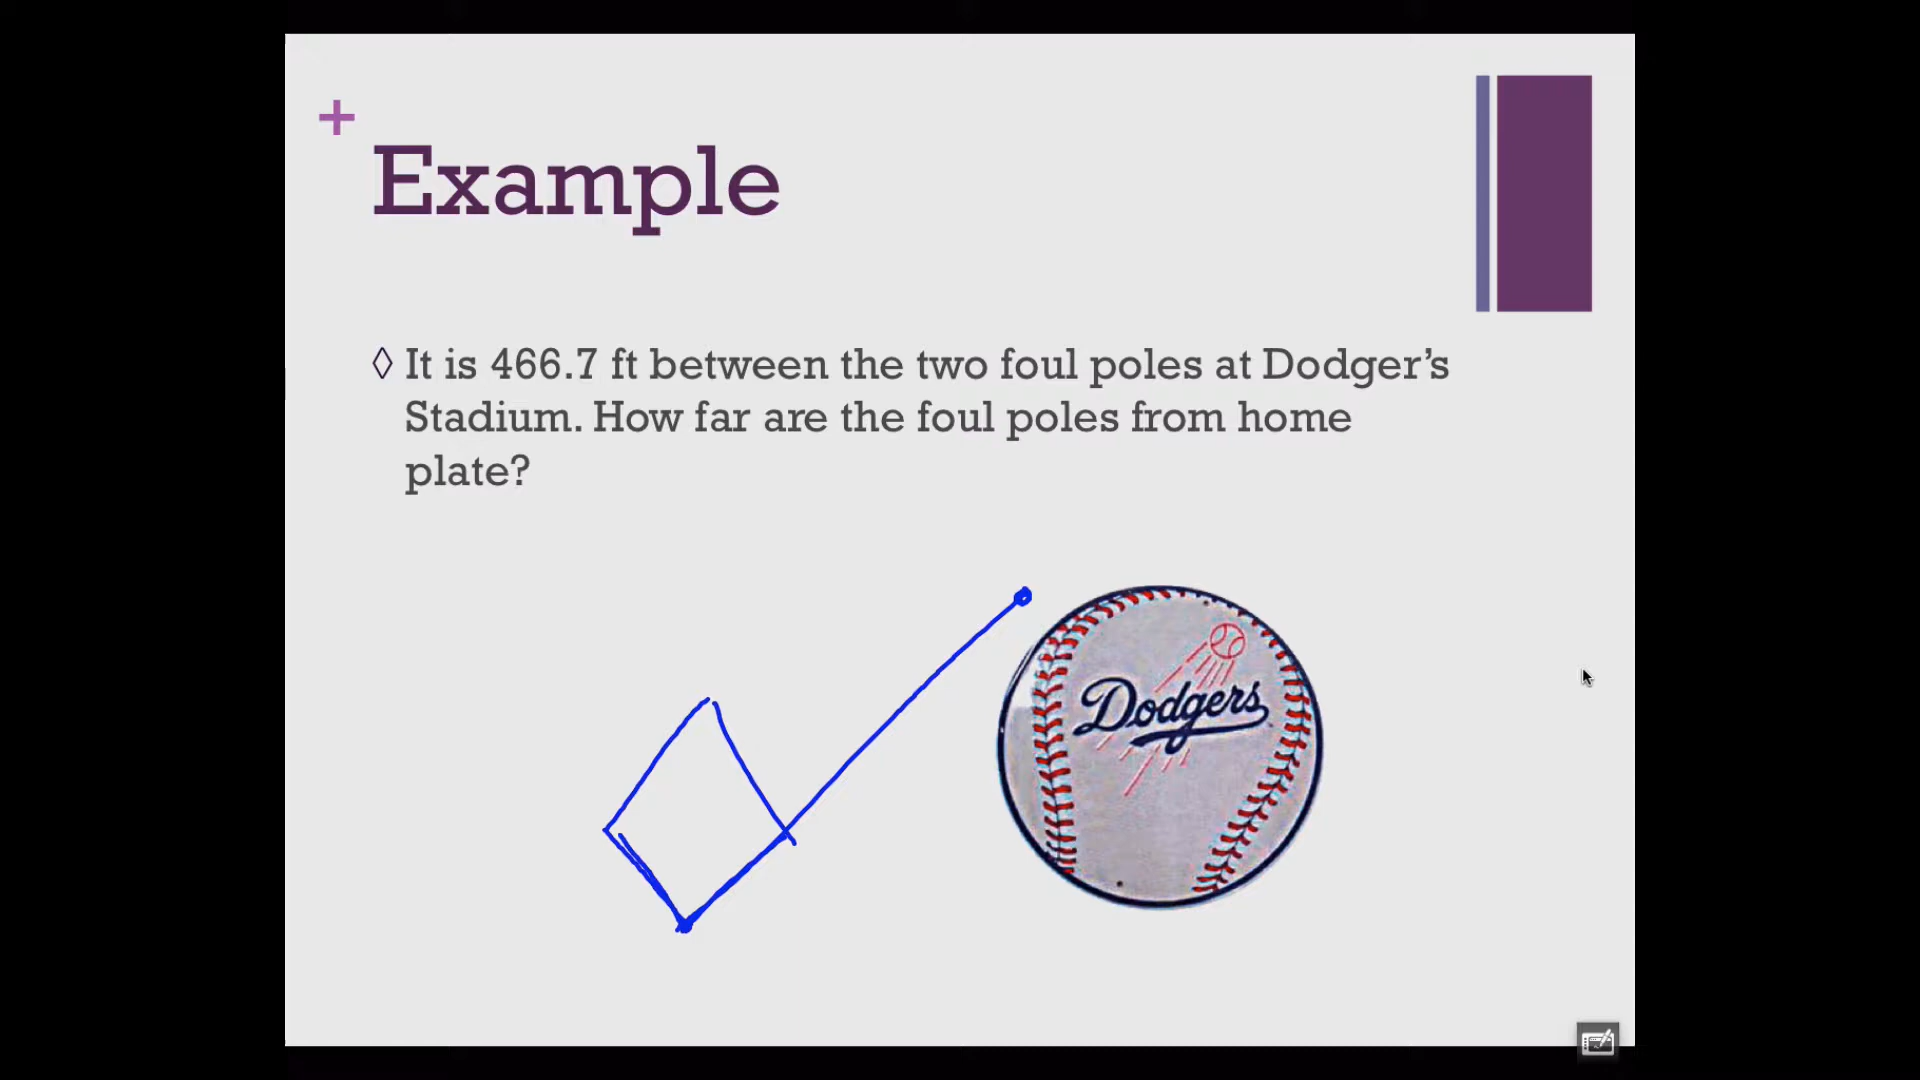 +
Example
◊ It is 466.7 ft between the two foul poles at Dodger’s
Stadium. How far are the foul poles from home
plate?
Dodgers